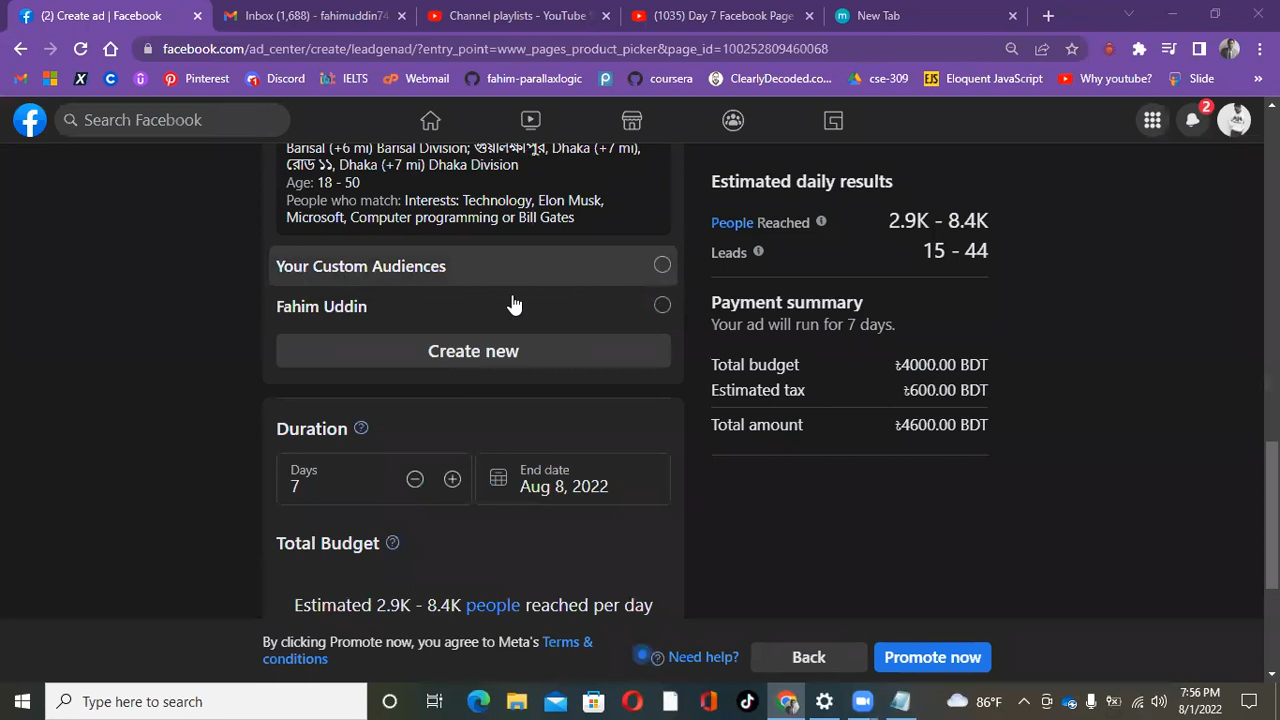 (2) Create ad | Facebook
Inbox (1,688) - fahimuddin74
Channel playlists - YouTube
(1035) Day 7 Facebook Page
New Tab
facebook.com/ad_center/create/leadgenad/?entry_point=www_pages_product_picker&page_id=100252809460068
Pinterest
Discord
IELTS
Webmail
fahim-parallaxlogic
coursera
ClearlyDecoded.co...
cse-309
Eloquent JavaScript
Why youtube?
Slide
Search Facebook
2
Barisal (+6 mi) Barisal Division; গুয়ালক্ষাপুর, Dhaka (+7 mi),
রোড ১১, Dhaka (+7 mi) Dhaka Division
Age: 18 - 50
People who match: Interests: Technology, Elon Musk,
Microsoft, Computer programming or Bill Gates
Your Custom Audiences
Fahim Uddin
Create new
Duration
Days
7
End date
Aug 8, 2022
Total Budget
Estimated 2.9K - 8.4K people reached per day
Estimated daily results
People Reached
2.9K - 8.4K
Leads
15 - 44
Payment summary
Your ad will run for 7 days.
Total budget
৳4000.00 BDT
Estimated tax
৳600.00 BDT
Total amount
৳4600.00 BDT
By clicking Promote now, you agree to Meta's Terms &
conditions
Need help?
Back
Promote now
Type here to search
86°F
7:56 PM
8/1/2022